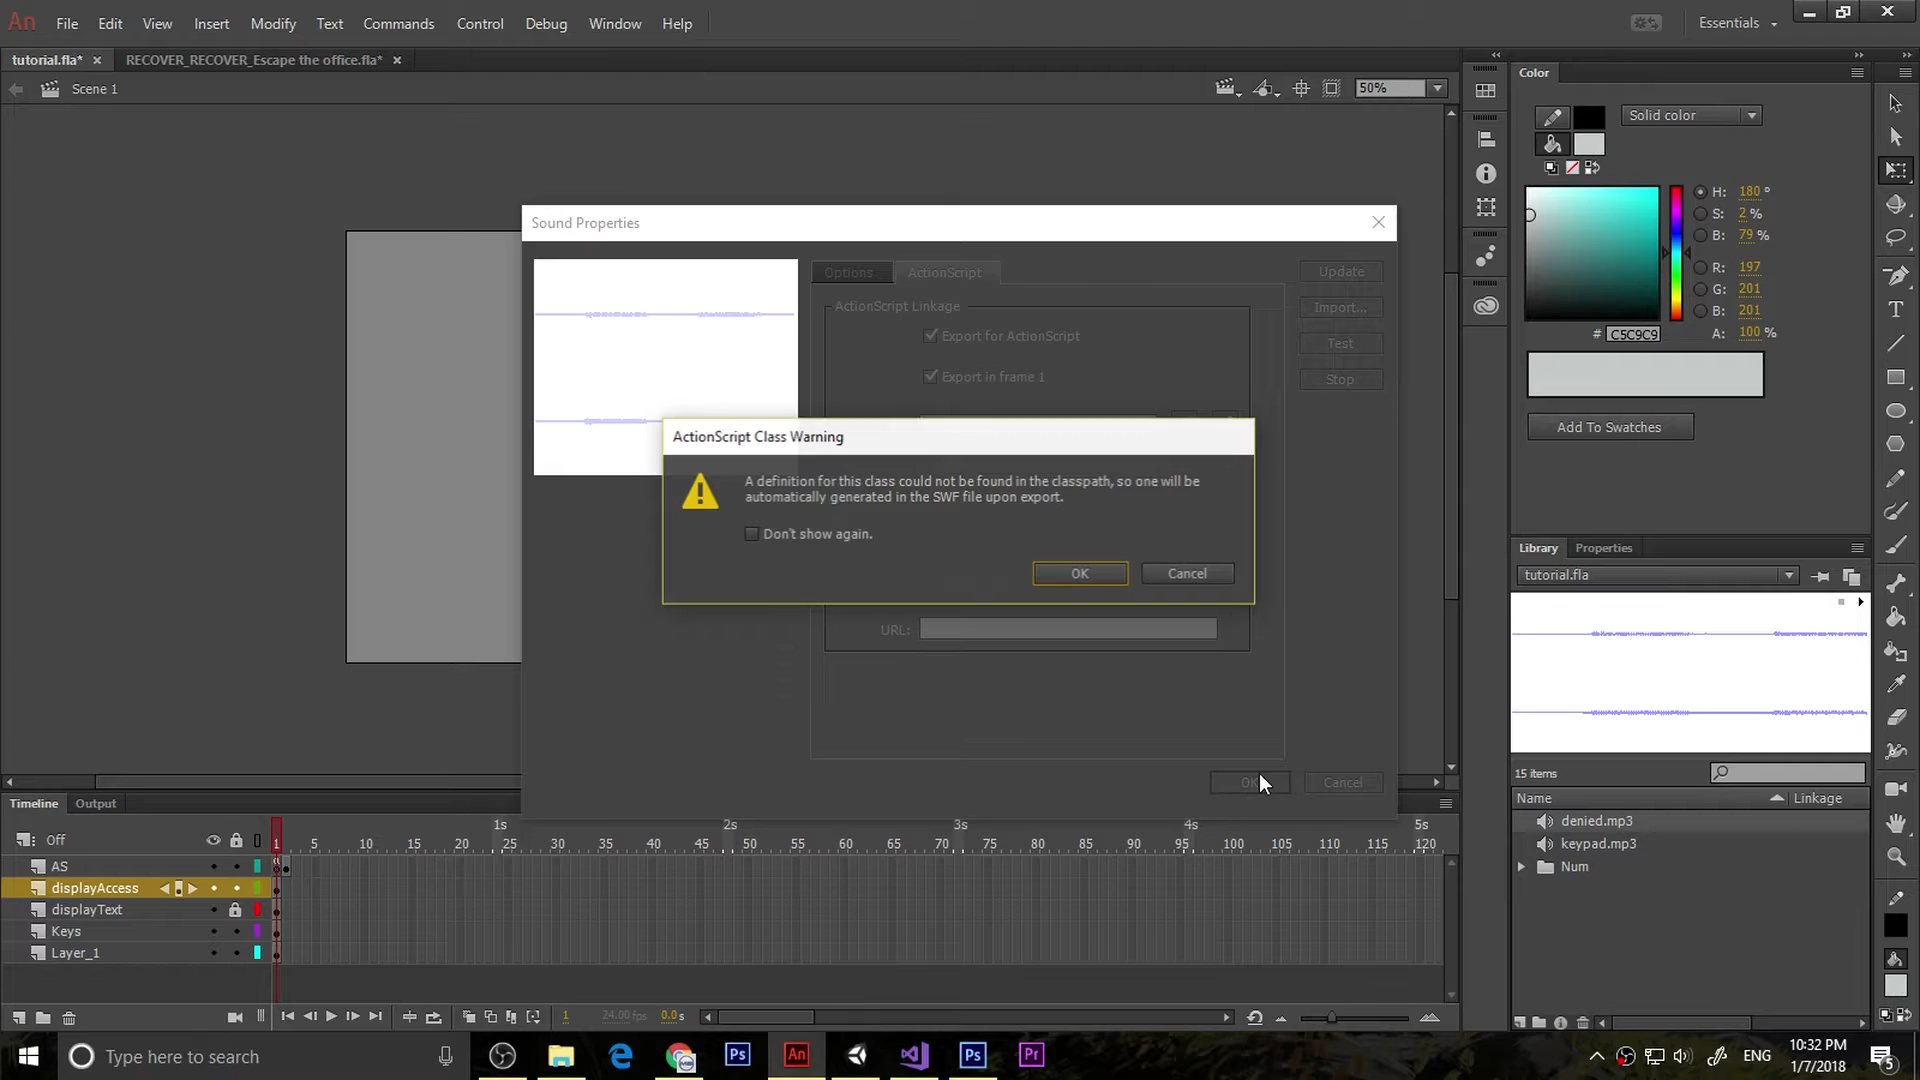 An File Edit View Insert Modify Text Commands Control Debug Window Help Essentials
tutorial.fla* RECOVER_RECOVER_Escape the office.fla*
Scene 1 50%
Color
Solid color
H: 180 °
S: 2 %
B: 79 %
R: 197
G: 201
B: 201
# C5C9C9 A: 100 %
Add To Swatches
Sound Properties
Options ActionScript
ActionScript Linkage
Export for ActionScript
Export in frame 1
Update
Import...
Test
Stop
ActionScript Class Warning
A definition for this class could not be found in the classpath, so one will be
automatically generated in the SWF file upon export.
Don't show again.
OK Cancel
URL:
OK Cancel
Library Properties
tutorial.fla
15 items
Name Linkage
denied.mp3
keypad.mp3
Num
Timeline Output
1s 2s 3s 4s 5s
Off 1 5 10 15 20 25 30 35 40 45 50 55 60 65 70 75 80 85 90 95 100 105 110 115 120
AS
displayAccess
displayText
Keys
Layer_1
1 24.00 fps 0.0 s
Type here to search
Ps An Ps Pr
ENG
10:32 PM
1/7/2018
5